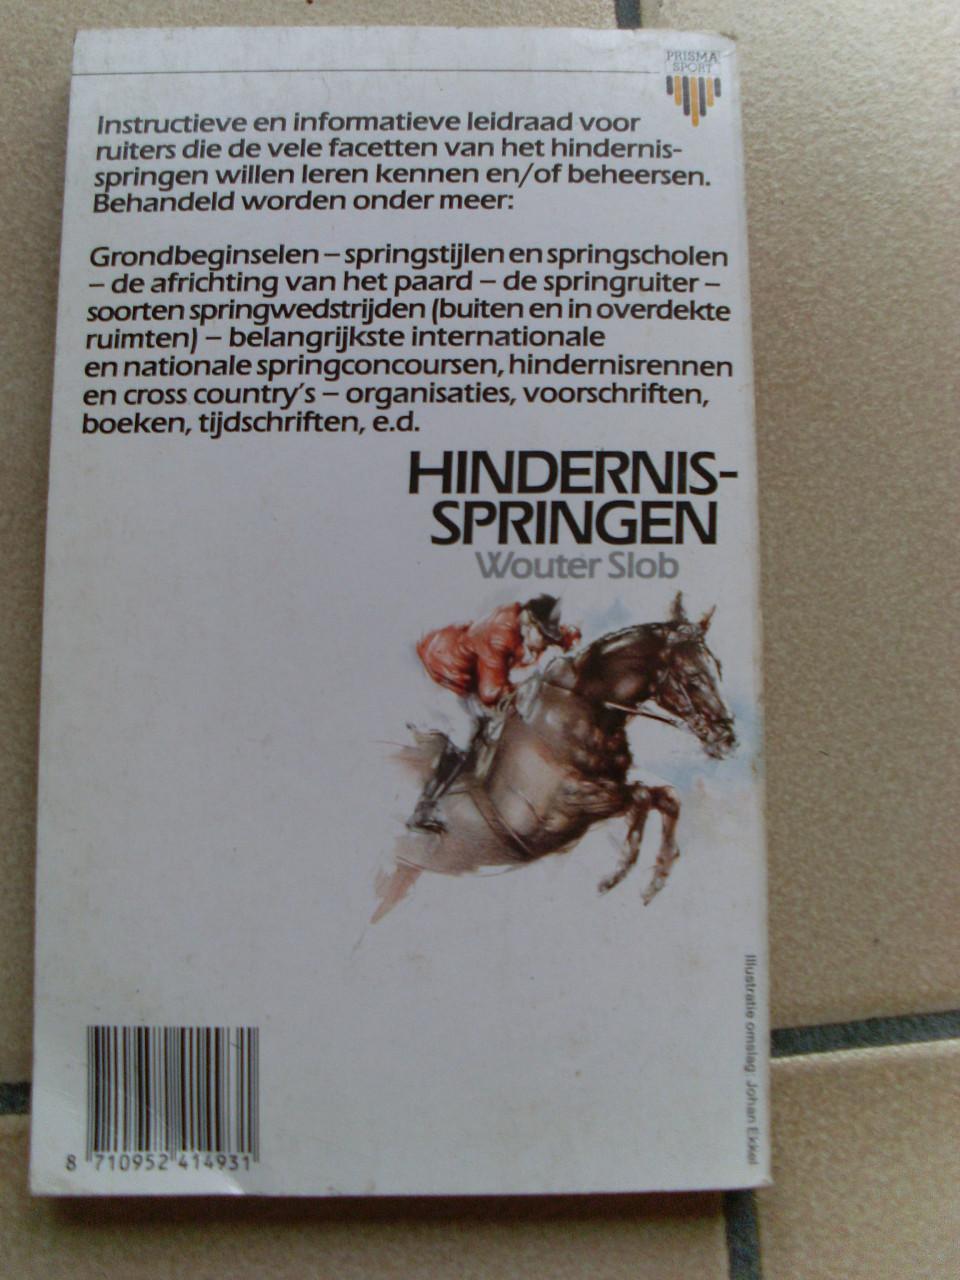 PRISMA
SPORT
Instructieve en informatieve leidraad voor
ruiters die de vele facetten van het hindernis-
springen willen leren kennen en/of beheersen.
Behandeld worden onder meer:
Grondbeginselen – springstijlen en springscholen
– de africhting van het paard – de springruiter –
soorten springwedstrijden (buiten en in overdekte
ruimten) – belangrijkste internationale
en nationale springconcoursen, hindernisrennen
en cross country's – organisaties, voorschriften,
boeken, tijdschriften, e.d.
HINDERNIS-
SPRINGEN
Wouter Slob
Illustratie omslag: Johan Ekkel
8 710952 414931